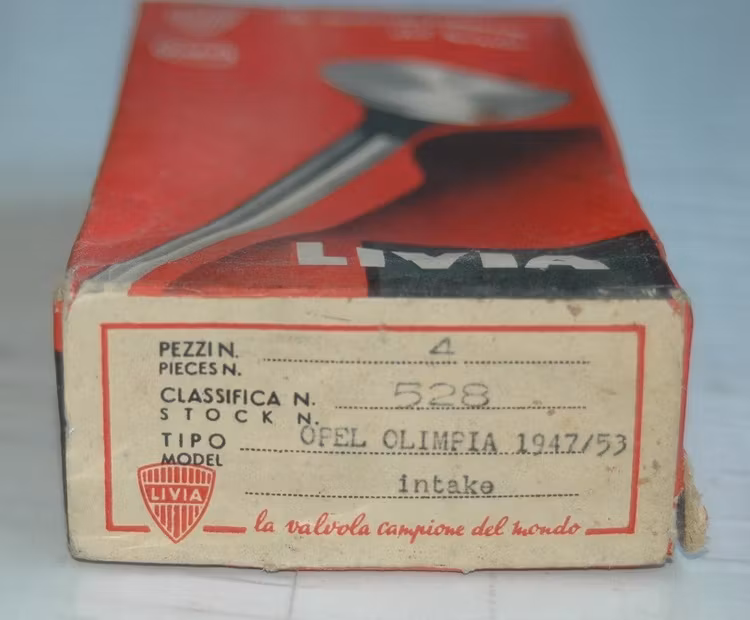 LIVIA
PEZZI N. 4
PIECES N.
CLASSIFICA N. 528
STOCK N.
TIPO OPEL OLIMPIA 1947/53
MODEL
intake
LIVIA
la valvola campione del mondo